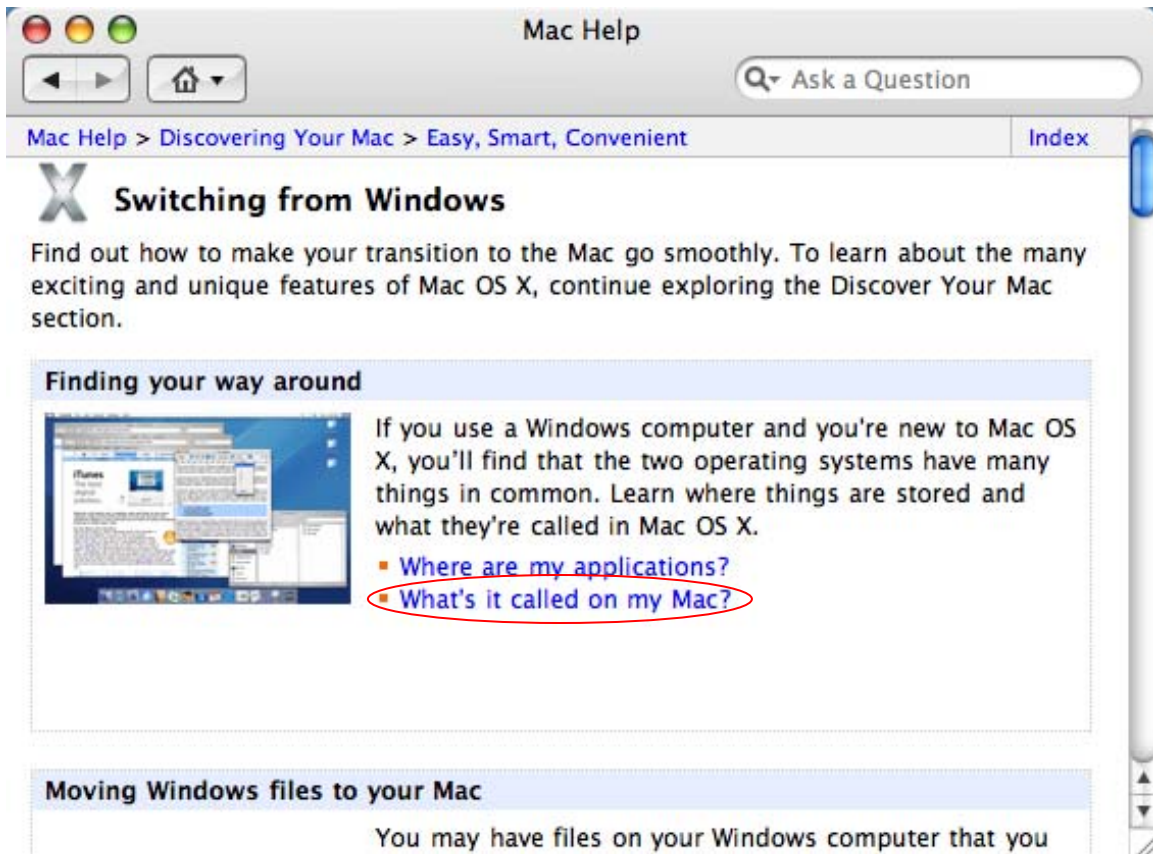 Mac Help
Ask a Question
Mac Help > Discovering Your Mac > Easy, Smart, Convenient
Index
Switching from Windows
Find out how to make your transition to the Mac go smoothly. To learn about the many
exciting and unique features of Mac OS X, continue exploring the Discover Your Mac
section.
Finding your way around
iTunes
If you use a Windows computer and you're new to Mac OS
X, you'll find that the two operating systems have many
things in common. Learn where things are stored and
what they're called in Mac OS X.
Where are my applications?
What's it called on my Mac?
Moving Windows files to your Mac
You may have files on your Windows computer that you